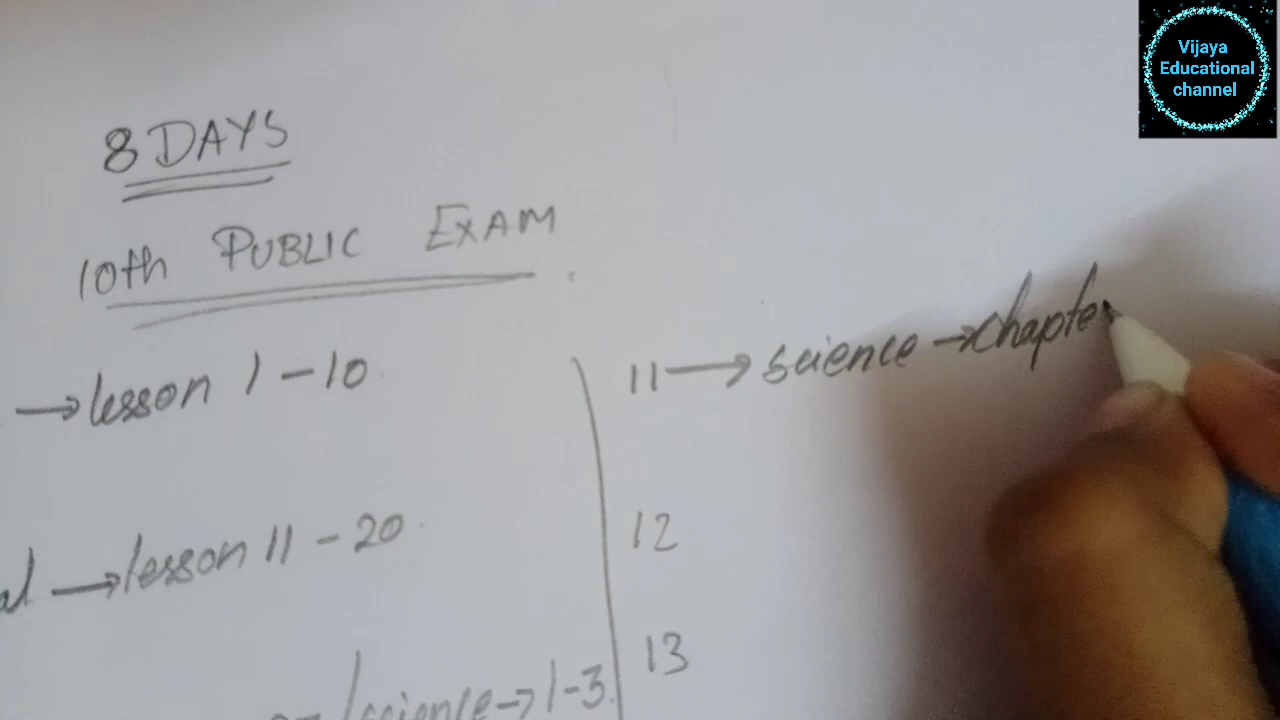 Vijaya
Educational
channel
8 DAYS
10th PUBLIC EXAM
→lesson 1 - 10
→lesson 11 - 20
science→ 1-3
11 → science →chapte
12
13